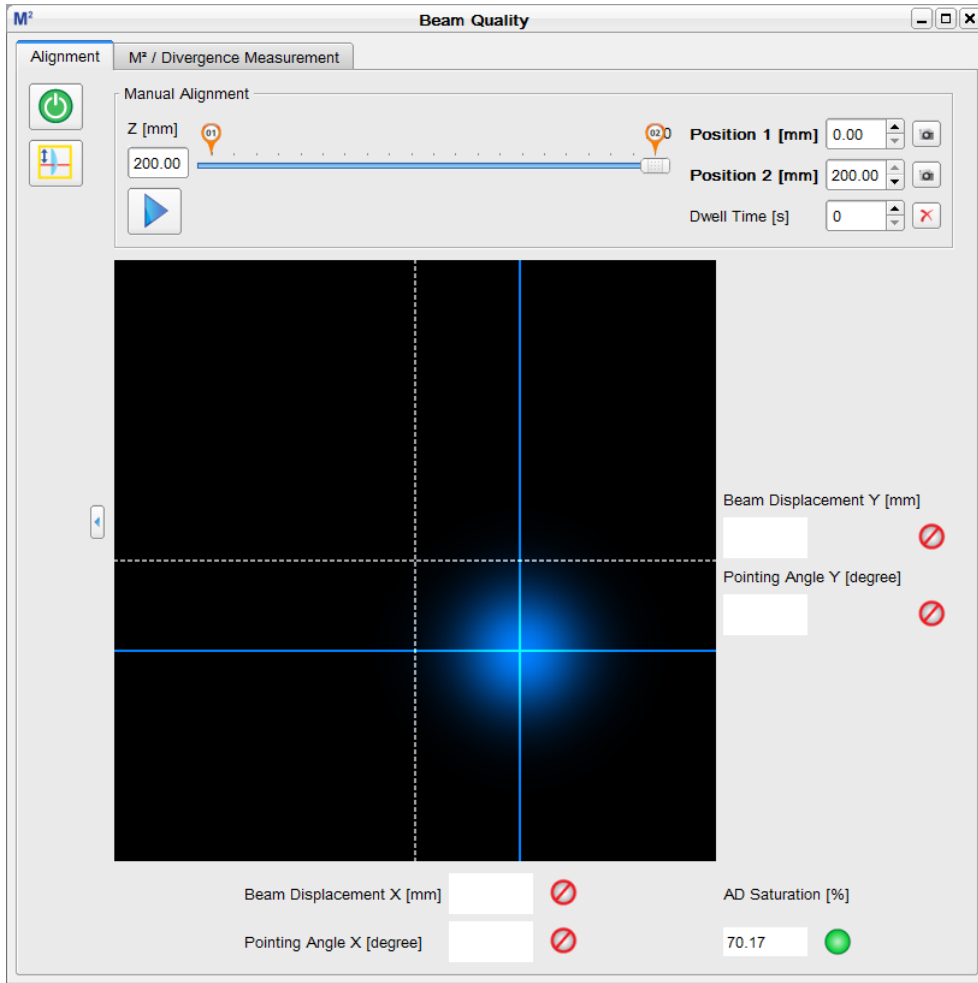 M² Beam Quality
Alignment M² / Divergence Measurement
Manual Alignment
Z [mm] 01 02 0 Position 1 [mm] 0.00
200.00 Position 2 [mm] 200.00
Dwell Time [s] 0
Beam Displacement Y [mm]
Pointing Angle Y [degree]
Beam Displacement X [mm] AD Saturation [%]
Pointing Angle X [degree] 70.17